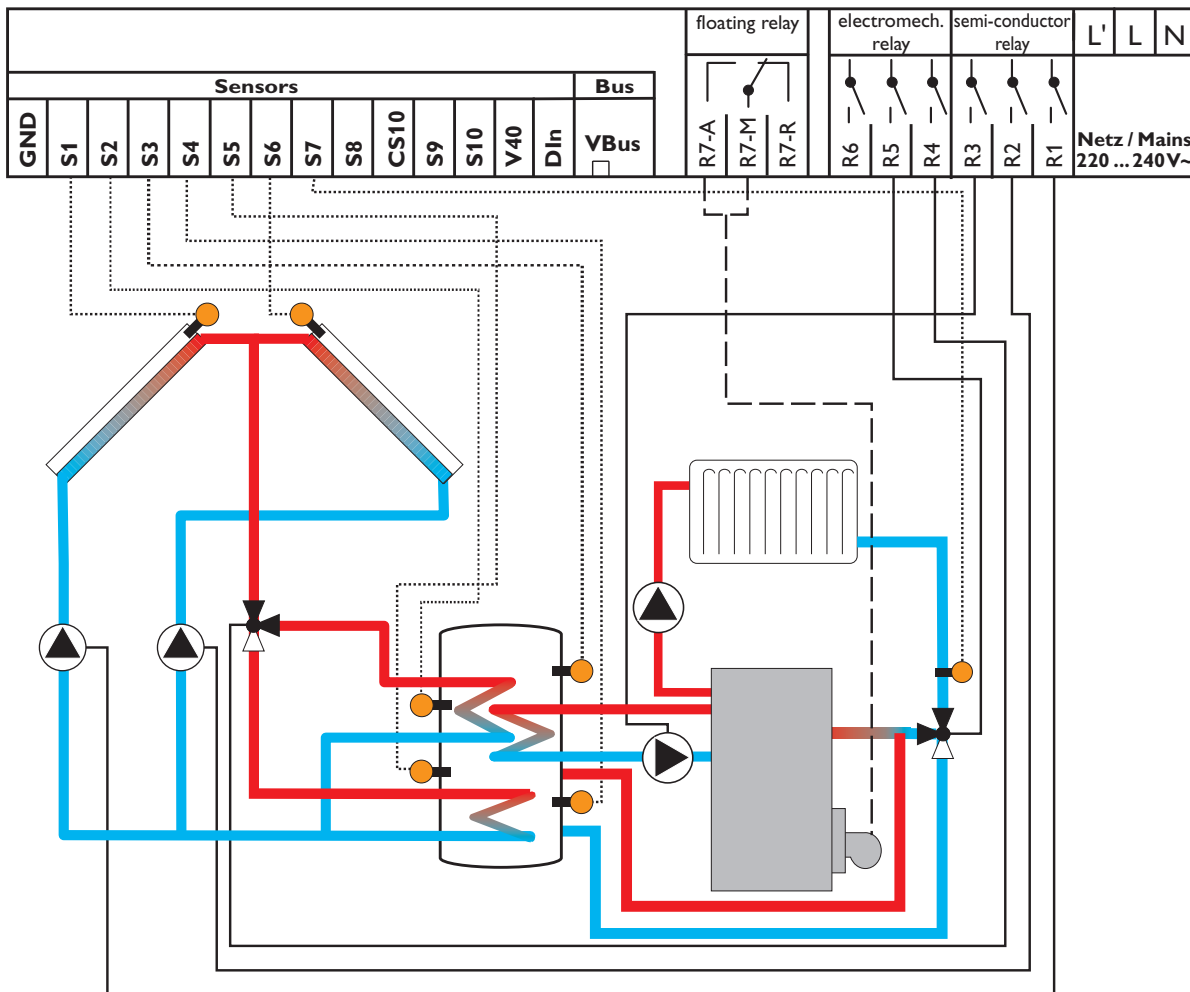 floating relay
electromech.
relay
semi-conductor
relay
L'
L
N
Sensors
Bus
GND
S1
S2
S3
S4
S5
S6
S7
S8
CS10
S9
S10
V40
DIn
VBus
R7-A
R7-M
R7-R
R6
R5
R4
R3
R2
R1
Netz / Mains
220 ... 240V~